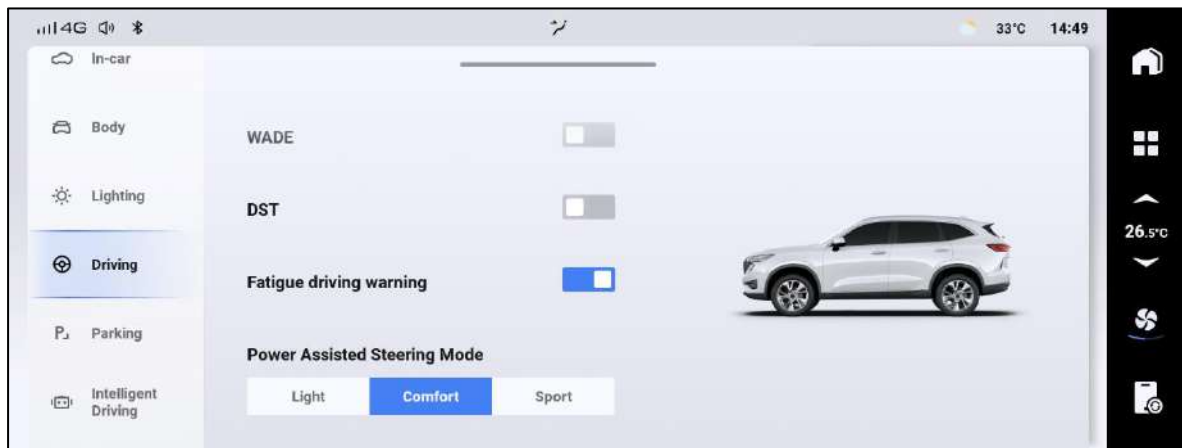 4G
33°C 14:49
In-car
Body
WADE
Lighting
DST
26.5°C
Driving
Fatigue driving warning
Parking
Power Assisted Steering Mode
Intelligent
Driving
Light Comfort Sport